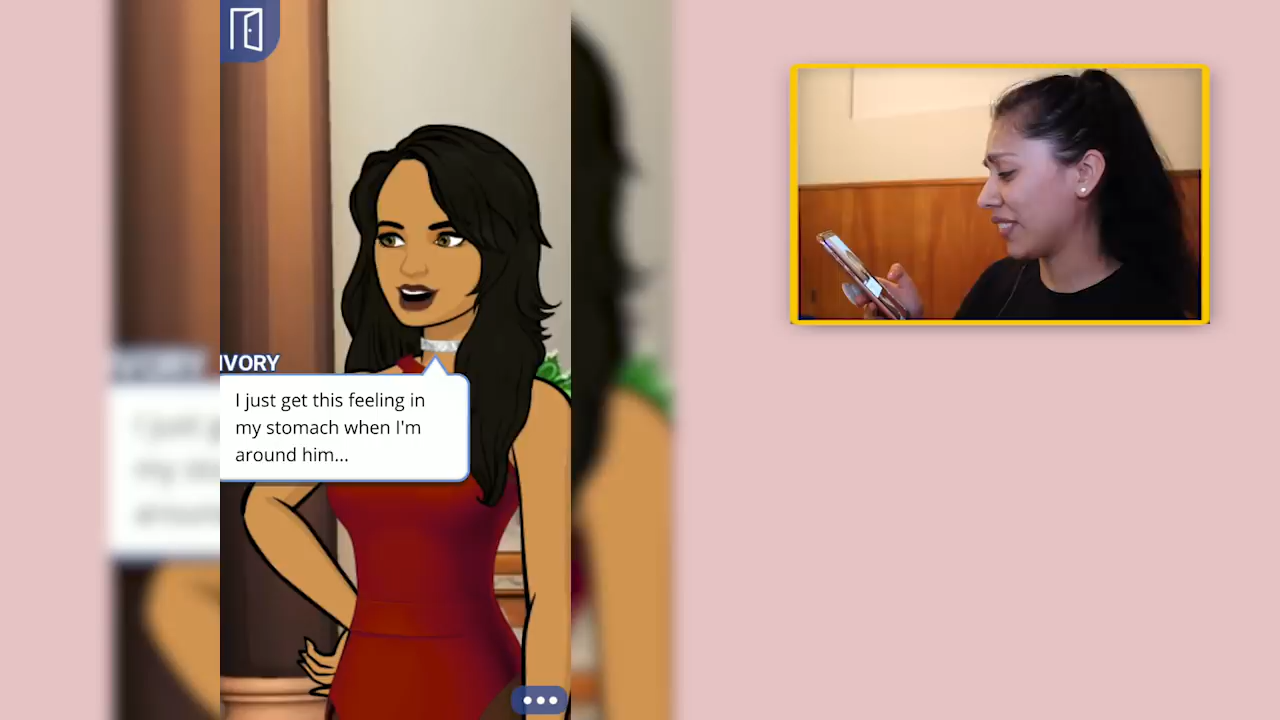 IVORY
I just get this feeling in
my stomach when I'm
around him...